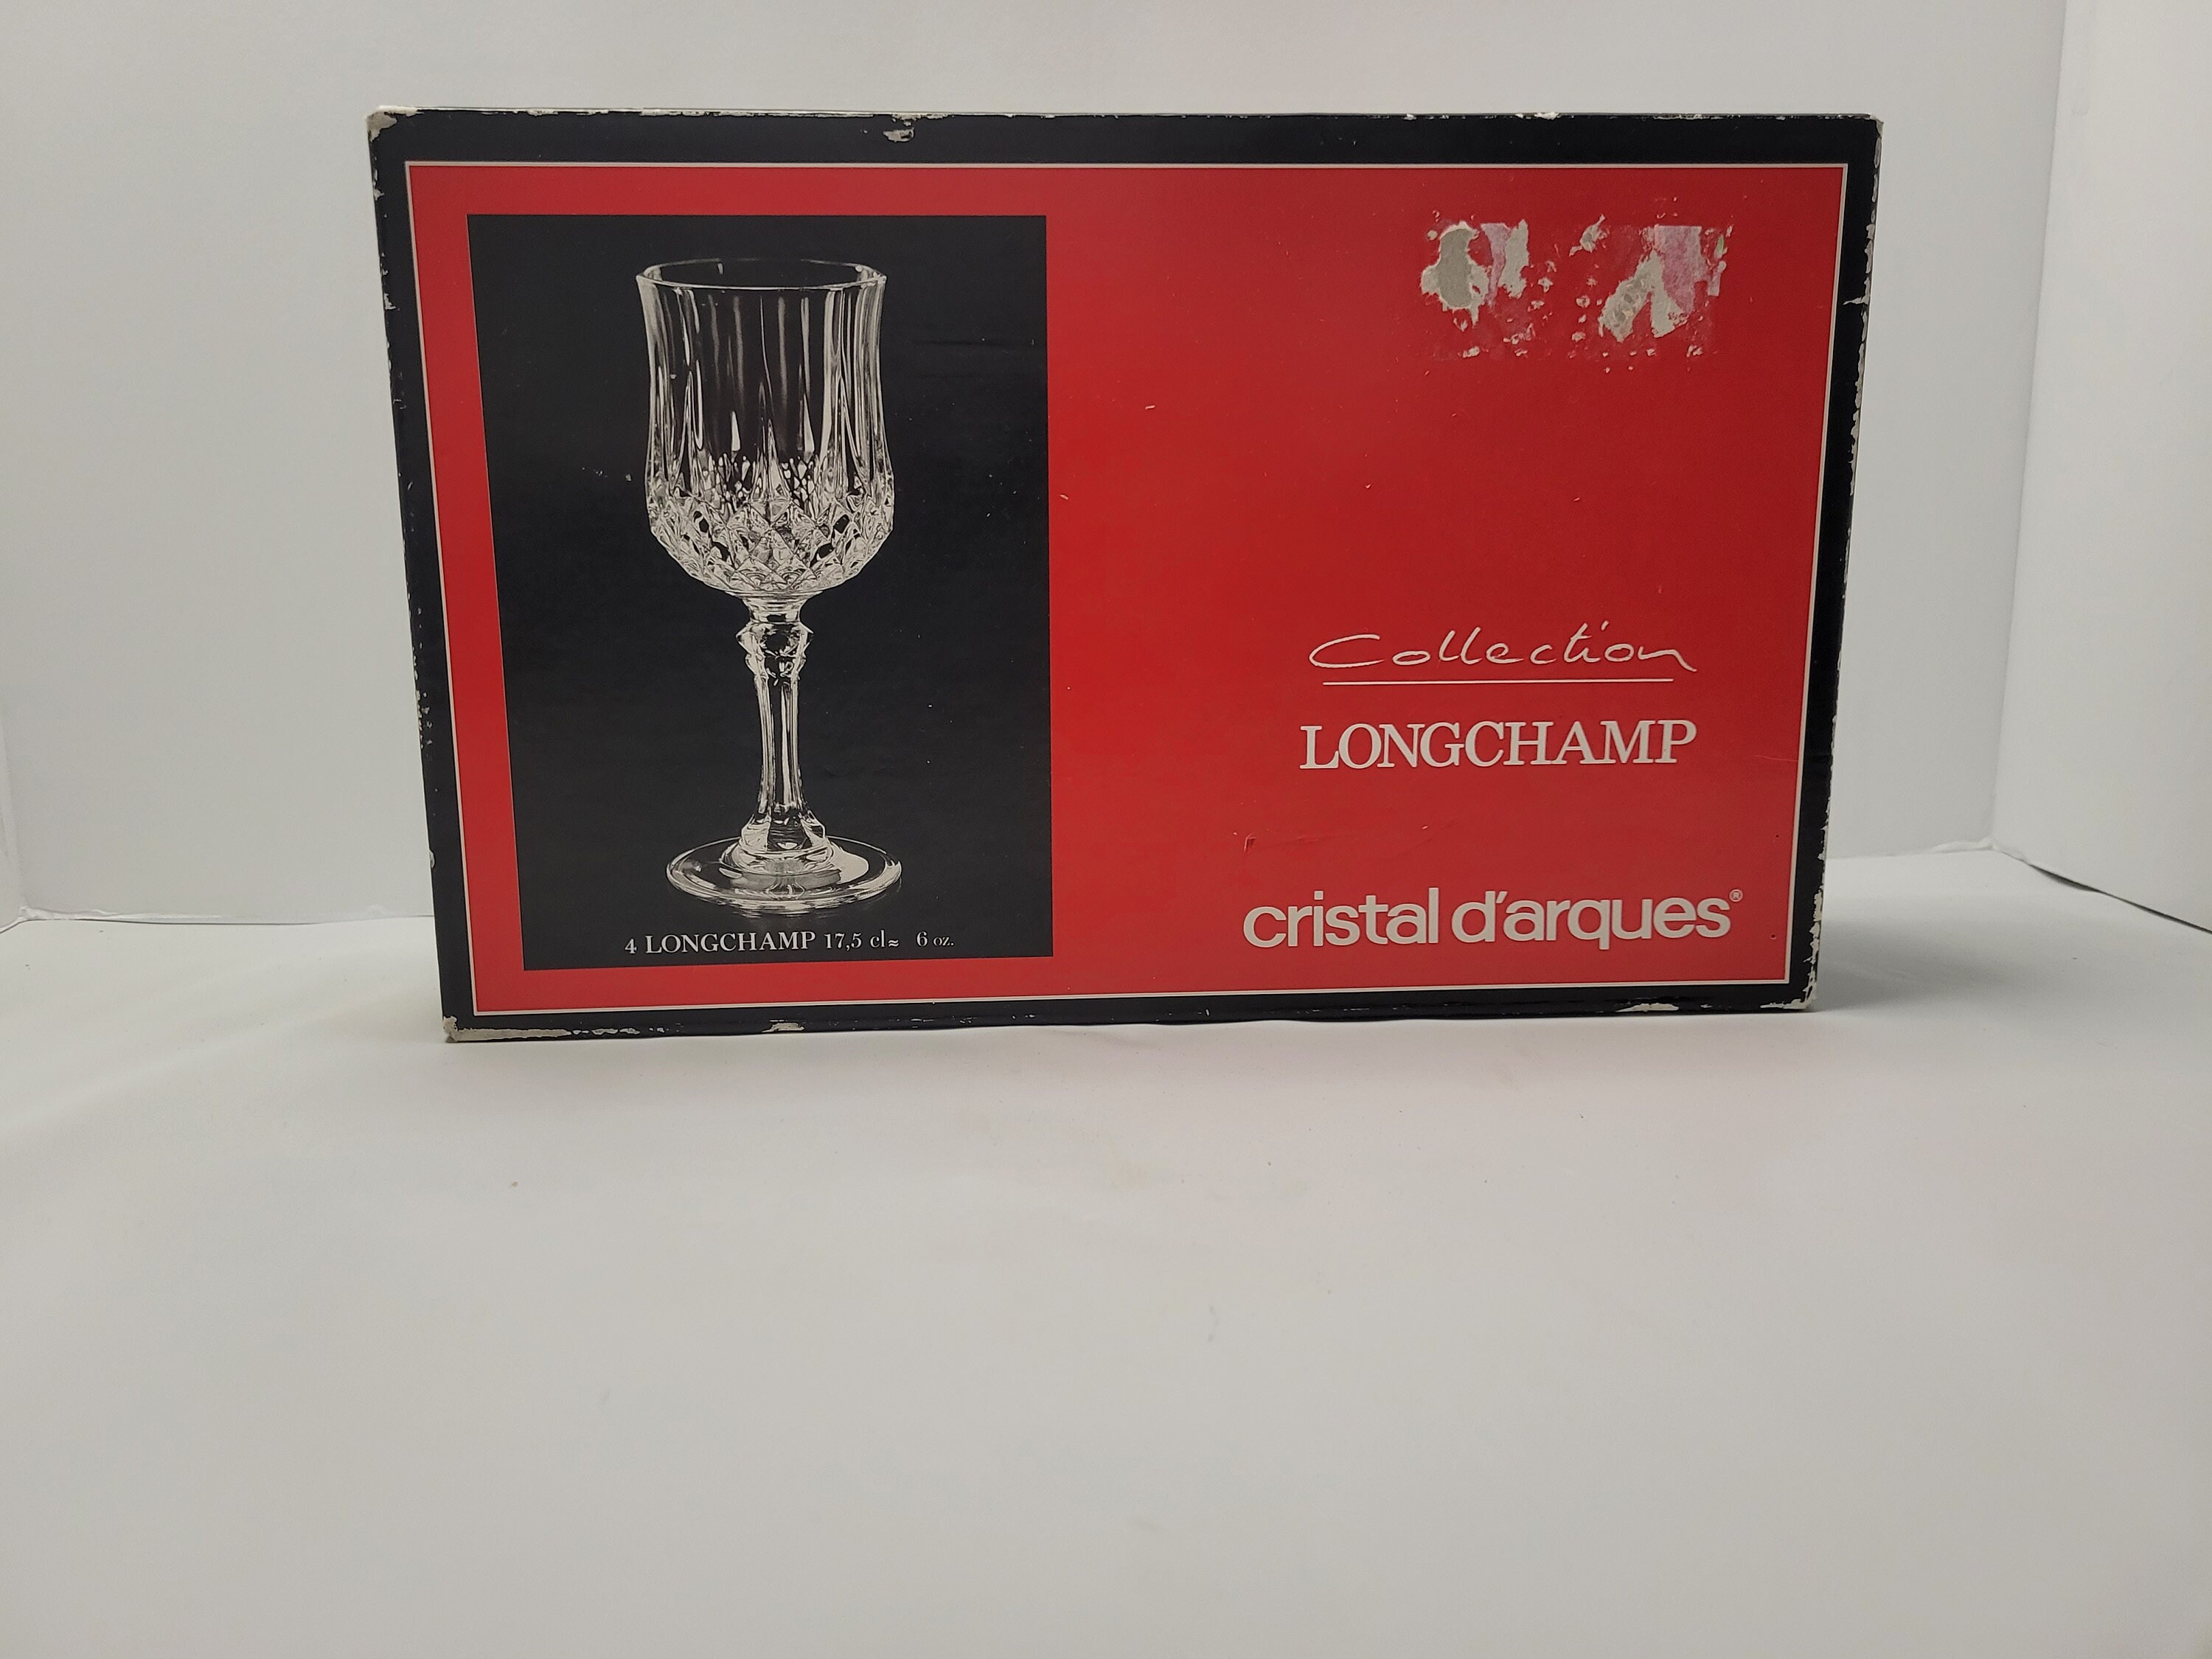 4 LONGCHAMP 17,5 cl≈ 6 oz.
Collection
LONGCHAMP
cristal d'arques®